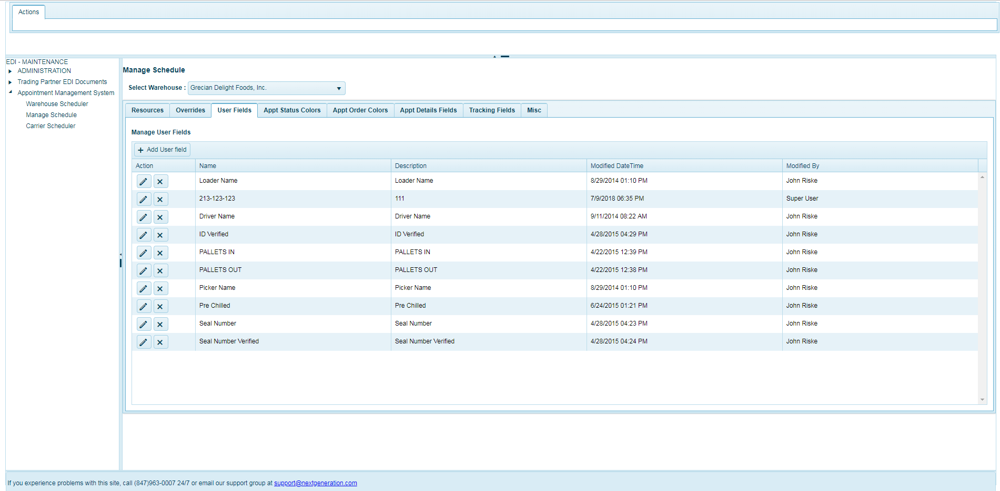 Actions
EDI - MAINTENANCE
ADMINISTRATION
Trading Partner EDI Documents
Appointment Management System
Warehouse Scheduler
Manage Schedule
Carrier Scheduler
Manage Schedule
Select Warehouse : Grecian Delight Foods, Inc.
Resources Overrides User Fields Appt Status Colors Appt Order Colors Appt Details Fields Tracking Fields Misc
Manage User Fields
Add User field
Action Name Description Modified DateTime Modified By
Loader Name Loader Name 8/29/2014 01:10 PM John Riske
213-123-123 111 7/9/2018 06:35 PM Super User
Driver Name Driver Name 9/11/2014 08:22 AM John Riske
ID Verified ID Verified 4/28/2015 04:29 PM John Riske
PALLETS IN PALLETS IN 4/22/2015 12:39 PM John Riske
PALLETS OUT PALLETS OUT 4/22/2015 12:38 PM John Riske
Picker Name Picker Name 8/29/2014 01:10 PM John Riske
Pre Chilled Pre Chilled 6/24/2015 01:21 PM John Riske
Seal Number Seal Number 4/28/2015 04:23 PM John Riske
Seal Number Verified Seal Number Verified 4/28/2015 04:24 PM John Riske
If you experience problems with this site, call (847)963-0007 24/7 or email our support group at support@nextgeneration.com